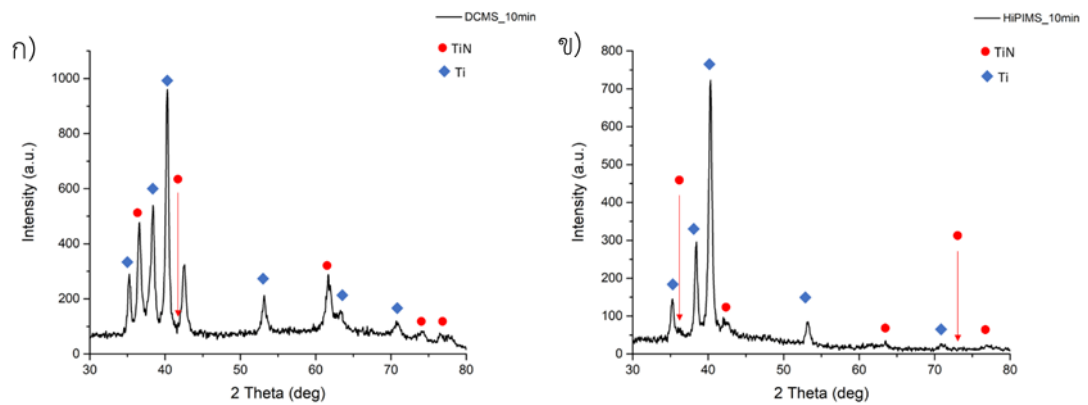 ก)
DCMS_10min
TiN
Ti
Intensity (a.u.)
1000
800
600
400
200
0
30
40
50
60
70
80
2 Theta (deg)
ข)
HiPIMS_10min
TiN
Ti
Intensity (a.u.)
800
700
600
500
400
300
200
100
0
30
40
50
60
70
80
2 Theta (deg)